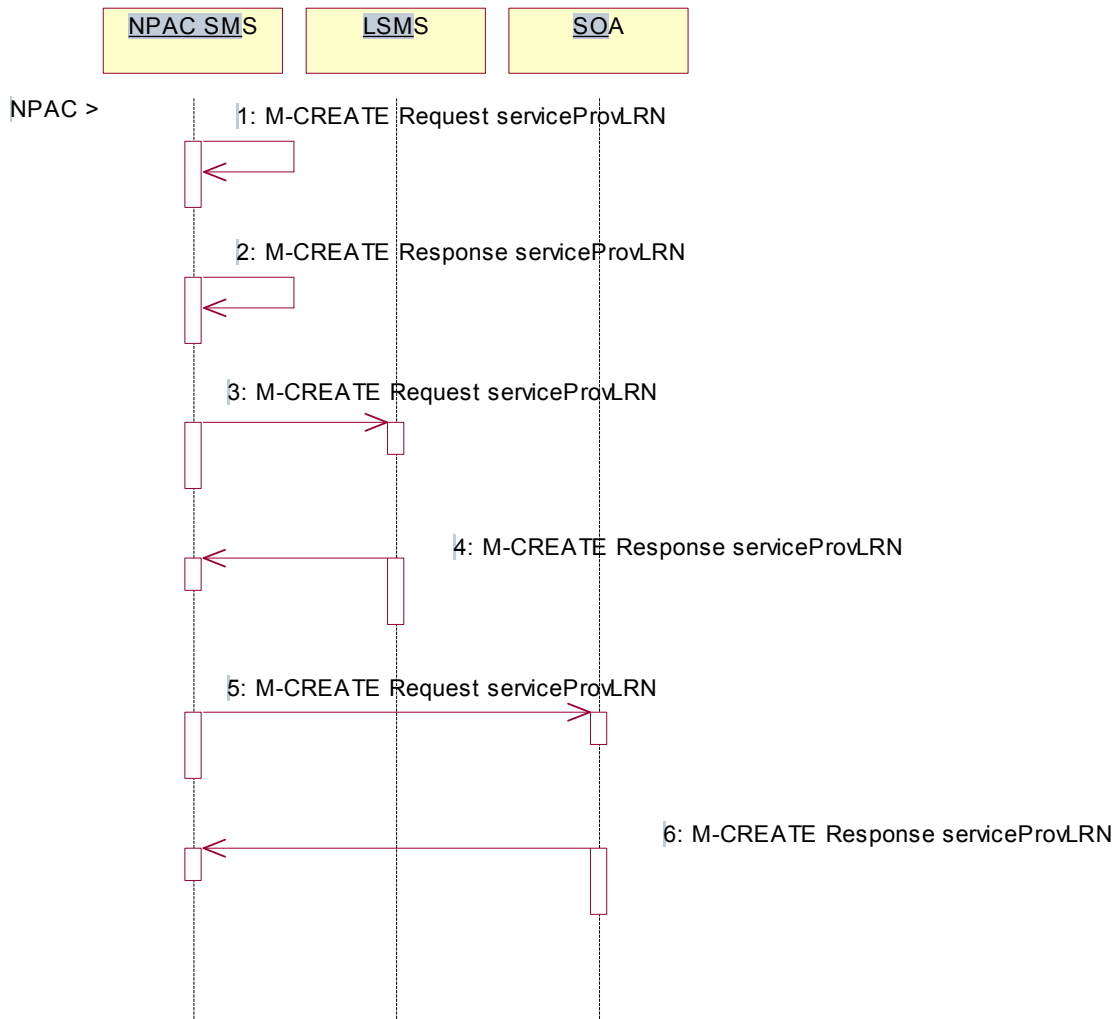 NPAC SMS LSMS SOA
NPAC >
1: M-CREATE Request serviceProvLRN
2: M-CREATE Response serviceProvLRN
3: M-CREATE Request serviceProvLRN
4: M-CREATE Response serviceProvLRN
5: M-CREATE Request serviceProvLRN
6: M-CREATE Response serviceProvLRN